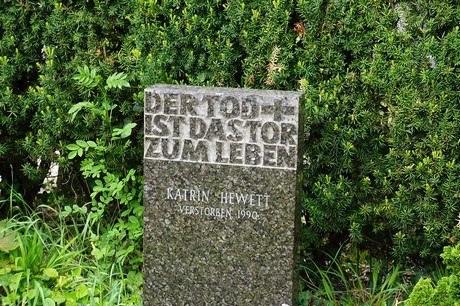 DER TOD +
IST DAS TOR
ZUM LEBEN
KATRIN HEWETT
VERSTORBEN 1990